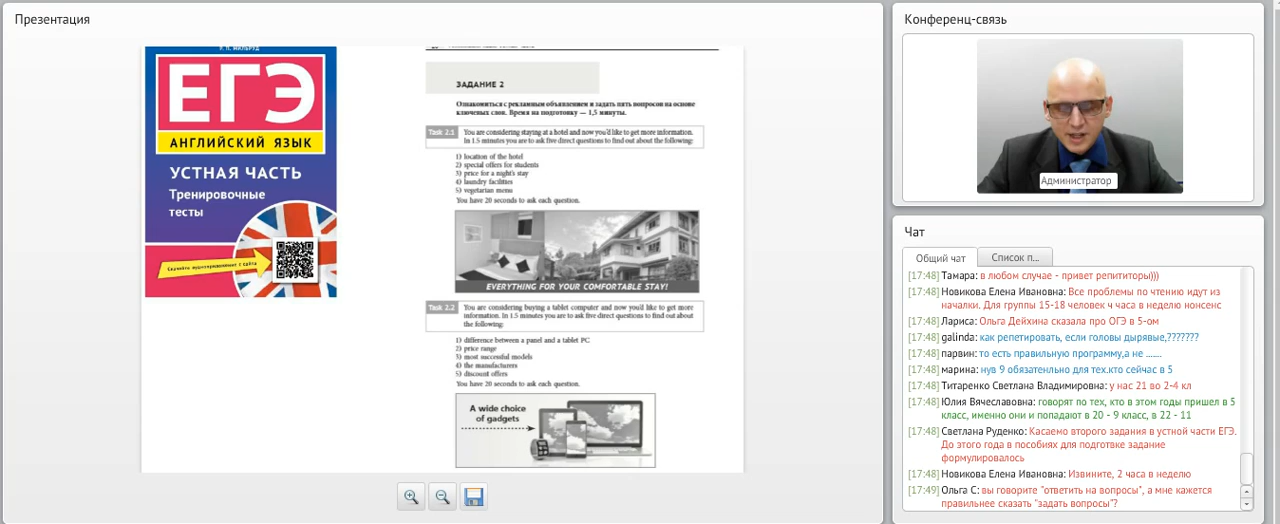 Презентация
Р. П. МИЛЬРУД
ЕГЭ
АНГЛИЙСКИЙ ЯЗЫК
УСТНАЯ ЧАСТЬ
Тренировочные
тесты
Скачать аудиоприложение с сайта
ЗАДАНИЕ 2
Ознакомиться с рекламным объявлением и задать пять вопросов на основе
ключевых слов. Время на подготовку — 1,5 минуты.
Task 2.1
You are considering staying at a hotel and now you'd like to get more information.
In 1.5 minutes you are to ask five direct questions to find out about the following:
1) location of the hotel
2) special offers for students
3) price for a night's stay
4) laundry facilities
5) vegetarian menu
You have 20 seconds to ask each question.
EVERYTHING FOR YOUR COMFORTABLE STAY!
Task 2.2
You are considering buying a tablet computer and now you'd like to get more
information. In 1.5 minutes you are to ask five direct questions to find out about
the following:
1) difference between a panel and a tablet PC
2) price range
3) most successful models
4) the manufacturers
5) discount offers
You have 20 seconds to ask each question.
A wide choice
of gadgets
Конференц-связь
Администратор
Чат
Общий чат
Список п...
[17:48] Тамара: в любом случае - привет репититоры)))
[17:48] Новикова Елена Ивановна: Все проблемы по чтению идут из
началки. Для группы 15-18 человек ч часа в неделю нонсенс
[17:48] Лариса: Ольга Дейхина сказала про ОГЭ в 5-ом
[17:48] galinda: как репетировать, если головы дырявые,???????
[17:48] парвин: то есть правильную программу,а не ......
[17:48] марина: нув 9 обязатенльно для тех.кто сейчас в 5
[17:48] Титаренко Светлана Владимировна: у нас 21 во 2-4 кл
[17:48] Юлия Вячеславовна: говорят по тех, кто в этом годы пришел в 5
класс, именно они и попадают в 20 - 9 класс, в 22 - 11
[17:48] Светлана Руденко: Касаемо второго задания в устной части ЕГЭ.
До этого года в пособиях для подготвке задание
формулировалось
[17:48] Новикова Елена Ивановна: Извините, 2 часа в неделю
[17:49] Ольга С: вы говорите "ответить на вопросы", а мне кажется
правильнее сказать "задать вопросы"?